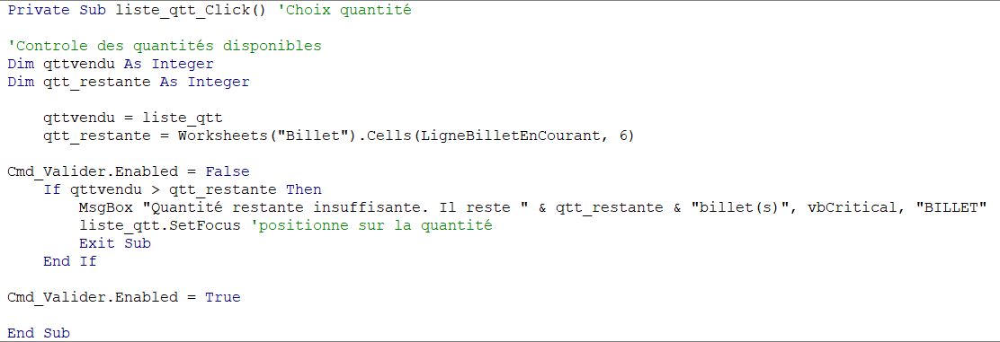 Private Sub liste_qtt_Click() 'Choix quantité
'Controle des quantités disponibles
Dim qttvendu As Integer
Dim qtt_restante As Integer
qttvendu = liste_qtt
qtt_restante = Worksheets("Billet").Cells(LigneBilletEnCourant, 6)
Cmd_Valider.Enabled = False
If qttvendu > qtt_restante Then
MsgBox "Quantité restante insuffisante. Il reste " & qtt_restante & "billet(s)", vbCritical, "BILLET"
liste_qtt.SetFocus 'positionne sur la quantité
Exit Sub
End If
Cmd_Valider.Enabled = True
End Sub